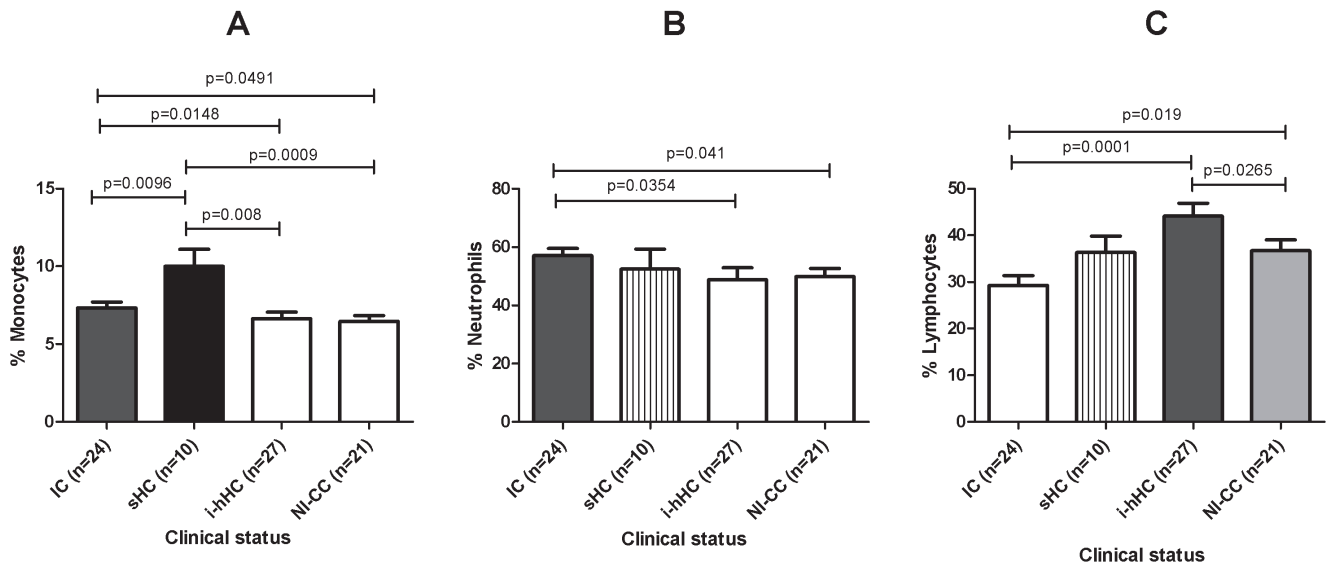 A
p=0.0491
p=0.0148
p=0.0009
p=0.0096
p=0.008
15
10
5
0
% Monocytes
IC (n=24)
sHC (n=10)
i-hHC (n=27)
NI-CC (n=21)
Clinical status
B
p=0.041
p=0.0354
80
60
40
20
0
% Neutrophils
IC (n=24)
sHC (n=10)
i-hHC (n=27)
NI-CC (n=21)
Clinical status
C
p=0.019
p=0.0001
p=0.0265
50
40
30
20
10
0
% Lymphocytes
IC (n=24)
sHC (n=10)
i-hHC (n=27)
NI-CC (n=21)
Clinical status